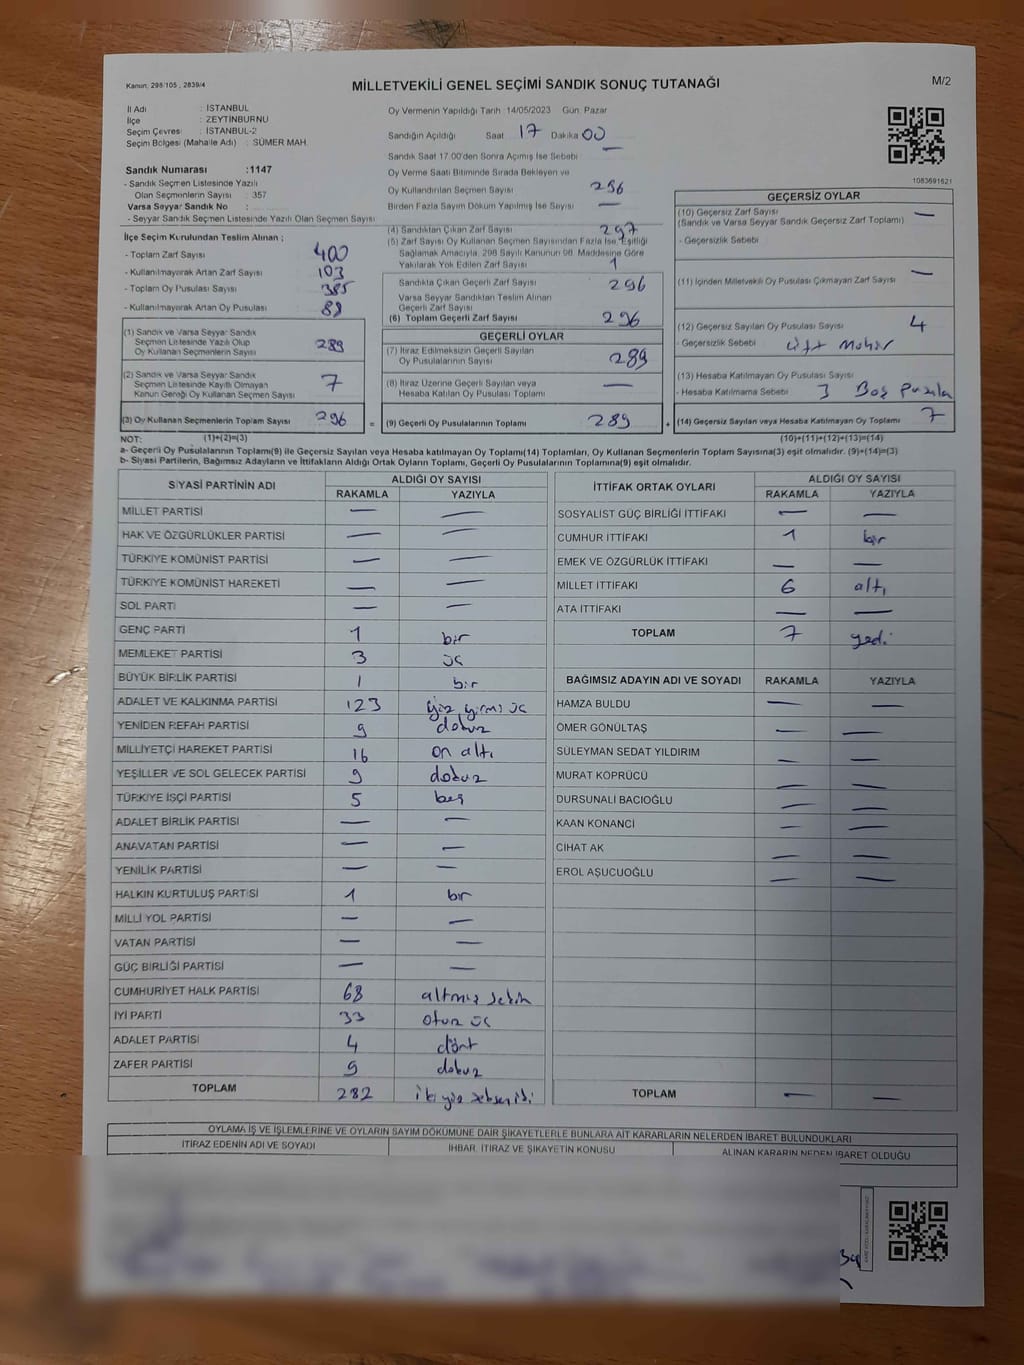 Kanun; 298/105 , 2839/4
MİLLETVEKİLİ GENEL SEÇİMİ SANDIK SONUÇ TUTANAĞI
M/2
İl Adı : İSTANBUL
İlçe : ZEYTİNBURNU
Seçim Çevresi : İSTANBUL-2
Seçim Bölgesi (Mahalle Adı) : SÜMER MAH.
Sandık Numarası :1147
- Sandık Seçmen Listesinde Yazılı
Olan Seçmenlerin Sayısı : 357
Varsa Seyyar Sandık No :
- Seyyar Sandık Seçmen Listesinde Yazılı Olan Seçmen Sayısı
İlçe Seçim Kurulundan Teslim Alınan ;
- Toplam Zarf Sayısı 400
- Kullanılmayarak Artan Zarf Sayısı 103
- Toplam Oy Pusulası Sayısı 385
- Kullanılmayarak Artan Oy Pusulası 89
(1) Sandık ve Varsa Seyyar Sandık
Seçmen Listesinde Yazılı Olup
Oy Kullanan Seçmenlerin Sayısı 289
(2) Sandık ve Varsa Seyyar Sandık
Seçmen Listesinde Kayıtlı Olmayan
Kanun Gereği Oy Kullanan Seçmen Sayısı 7
(3) Oy Kullanan Seçmenlerin Toplam Sayısı 296
Oy Vermenin Yapıldığı Tarih : 14/05/2023 Gün: Pazar
Sandığın Açıldığı Saat 17 Dakika 00
Sandık Saat 17:00'den Sonra Açımış İse Sebebi —
Oy Verme Saati Bitiminde Sırada Bekleyen ve
Oy Kullandırılan Seçmen Sayısı 296
Birden Fazla Sayım Döküm Yapılmış İse Sayısı —
(4) Sandıktan Çıkan Zarf Sayısı 297
(5) Zarf Sayısı Oy Kullanan Seçmen Sayısından Fazla İse, Eşitliği
Sağlamak Amacıyla, 298 Sayılı Kanunun 98. Maddesine Göre
Yakılarak Yok Edilen Zarf Sayısı 1
Sandıkta Çıkan Geçerli Zarf Sayısı 296
Varsa Seyyar Sandıktan Teslim Alınan
Geçerli Zarf Sayısı
(6) Toplam Geçerli Zarf Sayısı 296
GEÇERLİ OYLAR
(7) İtiraz Edilmeksizin Geçerli Sayılan
Oy Pusulalarının Sayısı 289
(8) İtiraz Üzerine Geçerli Sayılan veya
Hesaba Katılan Oy Pusulası Toplamı —
= (9) Geçerli Oy Pusulalarının Toplamı 289
1083691621
GEÇERSİZ OYLAR
(10) Geçersiz Zarf Sayısı —
(Sandık ve Varsa Seyyar Sandık Geçersiz Zarf Toplamı)
- Geçersizlik Sebebi
(11) İçinden Milletvekili Oy Pusulası Çıkmayan Zarf Sayısı —
(12) Geçersiz Sayılan Oy Pusulası Sayısı 4
- Geçersizlik Sebebi Çift Mühür
(13) Hesaba Katılmayan Oy Pusulası Sayısı
- Hesaba Katılmama Sebebi 3 Boş Pusula
+ (14) Geçersiz Sayılan veya Hesaba Katılmayan Oy Toplamı 7
NOT: (1)+(2)=(3) (10)+(11)+(12)+(13)=(14)
a- Geçerli Oy Pusulalarının Toplamı(9) ile Geçersiz Sayılan veya Hesaba katılmayan Oy Toplamı(14) Toplamları, Oy Kullanan Seçmenlerin Toplam Sayısına(3) eşit olmalıdır. (9)+(14)=(3)
b- Siyasi Partilerin, Bağımsız Adayların ve İttifakların Aldığı Ortak Oyların Toplamı, Geçerli Oy Pusulalarının Toplamına(9) eşit olmalıdır.
SİYASİ PARTİNİN ADI ALDIĞI OY SAYISI
RAKAMLA YAZIYLA
MİLLET PARTİSİ — —
HAK VE ÖZGÜRLÜKLER PARTİSİ — —
TÜRKİYE KOMÜNİST PARTİSİ — —
TÜRKİYE KOMÜNİST HAREKETİ — —
SOL PARTİ — —
GENÇ PARTİ 1 bir
MEMLEKET PARTİSİ 3 üç
BÜYÜK BİRLİK PARTİSİ 1 bir
ADALET VE KALKINMA PARTİSİ 123 yüz yirmi üç
YENİDEN REFAH PARTİSİ 9 dokuz
MİLLİYETÇİ HAREKET PARTİSİ 16 on altı
YEŞİLLER VE SOL GELECEK PARTİSİ 9 dokuz
TÜRKİYE İŞÇİ PARTİSİ 5 beş
ADALET BİRLİK PARTİSİ — —
ANAVATAN PARTİSİ — —
YENİLİK PARTİSİ — —
HALKIN KURTULUŞ PARTİSİ 1 bir
MİLLİ YOL PARTİSİ — —
VATAN PARTİSİ — —
GÜÇ BİRLİĞİ PARTİSİ — —
CUMHURİYET HALK PARTİSİ 68 altmış sekiz
İYİ PARTİ 33 otuz üç
ADALET PARTİSİ 4 dört
ZAFER PARTİSİ 9 dokuz
TOPLAM 282 iki yüz seksen iki
İTTİFAK ORTAK OYLARI ALDIĞI OY SAYISI
RAKAMLA YAZIYLA
SOSYALİST GÜÇ BİRLİĞİ İTTİFAKI — —
CUMHUR İTTİFAKI 1 bir
EMEK VE ÖZGÜRLÜK İTTİFAKI — —
MİLLET İTTİFAKI 6 altı
ATA İTTİFAKI — —
TOPLAM 7 yedi
BAĞIMSIZ ADAYIN ADI VE SOYADI RAKAMLA YAZIYLA
HAMZA BULDU — —
ÖMER GÖNÜLTAŞ — —
SÜLEYMAN SEDAT YILDIRIM — —
MURAT KÖPRÜCÜ — —
DURSUNALİ BACIOĞLU — —
KAAN KONANCİ — —
CİHAT AK — —
EROL AŞUCUOĞLU — —
TOPLAM — —
OYLAMA İŞ VE İŞLEMLERİNE VE OYLARIN SAYIM DÖKÜMÜNE DAİR ŞİKAYETLERLE BUNLARA AİT KARARLARIN NELERDEN İBARET BULUNDUKLARI
İTİRAZ EDENİN ADI VE SOYADI İHBAR, İTİRAZ VE ŞİKAYETİN KONUSU ALINAN KARARIN NEDEN İBARET OLDUĞU